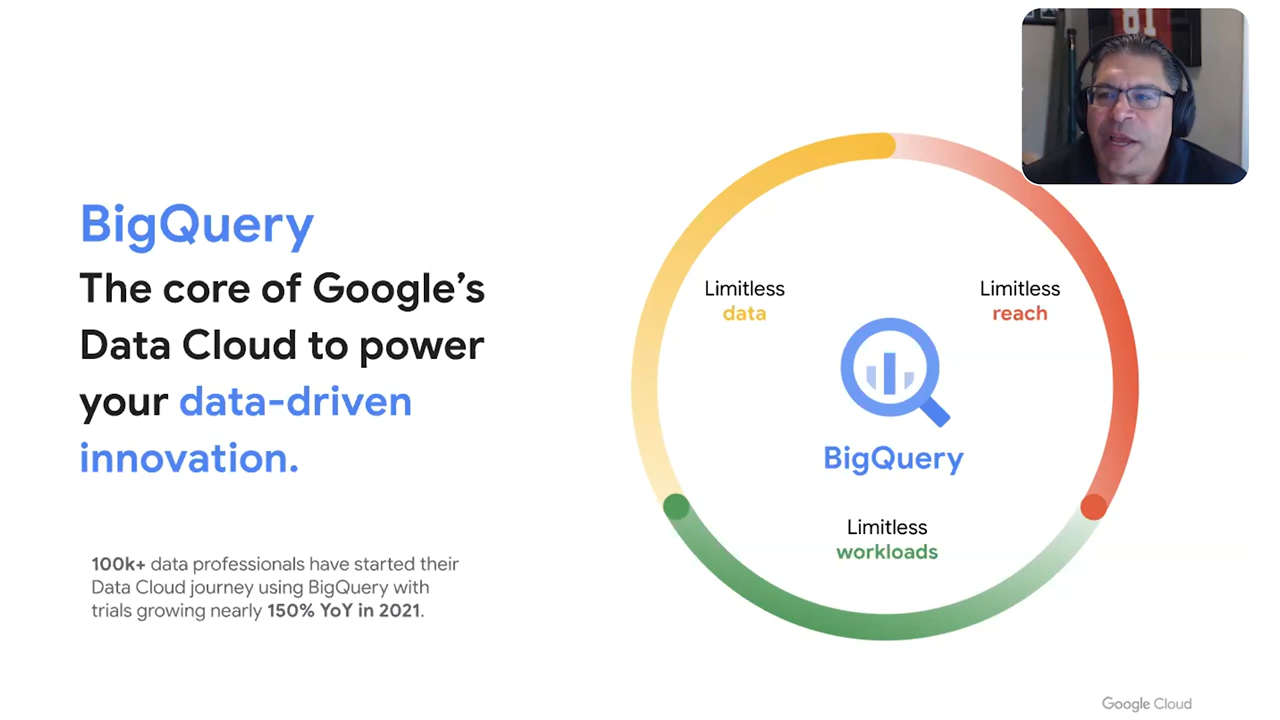 BigQuery
The core of Google's
Data Cloud to power
your data-driven
innovation.
100k+ data professionals have started their
Data Cloud journey using BigQuery with
trials growing nearly 150% YoY in 2021.
Limitless
data
Limitless
reach
BigQuery
Limitless
workloads
81
Google Cloud